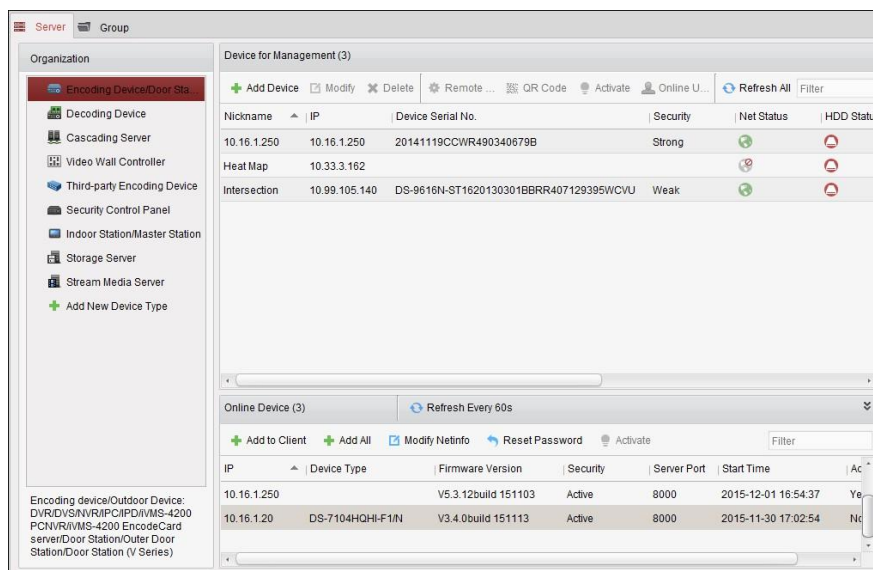 Server Group
Organization
Encoding Device/Door Sta...
Decoding Device
Cascading Server
Video Wall Controller
Third-party Encoding Device
Security Control Panel
Indoor Station/Master Station
Storage Server
Stream Media Server
Add New Device Type
Encoding device/Outdoor Device:
DVR/DVS/NVR/IPC/IPD/iVMS-4200
PCNVR/iVMS-4200 EncodeCard
server/Door Station/Outer Door
Station/Door Station (V Series)
Device for Management (3)
Add Device Modify Delete Remote ... QR Code Activate Online U... Refresh All Filter
Nickname IP Device Serial No. Security Net Status HDD Statu
10.16.1.250 10.16.1.250 20141119CCWR490340679B Strong
Heat Map 10.33.3.162
Intersection 10.99.105.140 DS-9616N-ST1620130301BBRR407129395WCVU Weak
Online Device (3) Refresh Every 60s
Add to Client Add All Modify Netinfo Reset Password Activate Filter
IP Device Type Firmware Version Security Server Port Start Time Ac
10.16.1.250 V5.3.12build 151103 Active 8000 2015-12-01 16:54:37 Ye
10.16.1.20 DS-7104HQHI-F1/N V3.4.0build 151113 Active 8000 2015-11-30 17:02:54 No